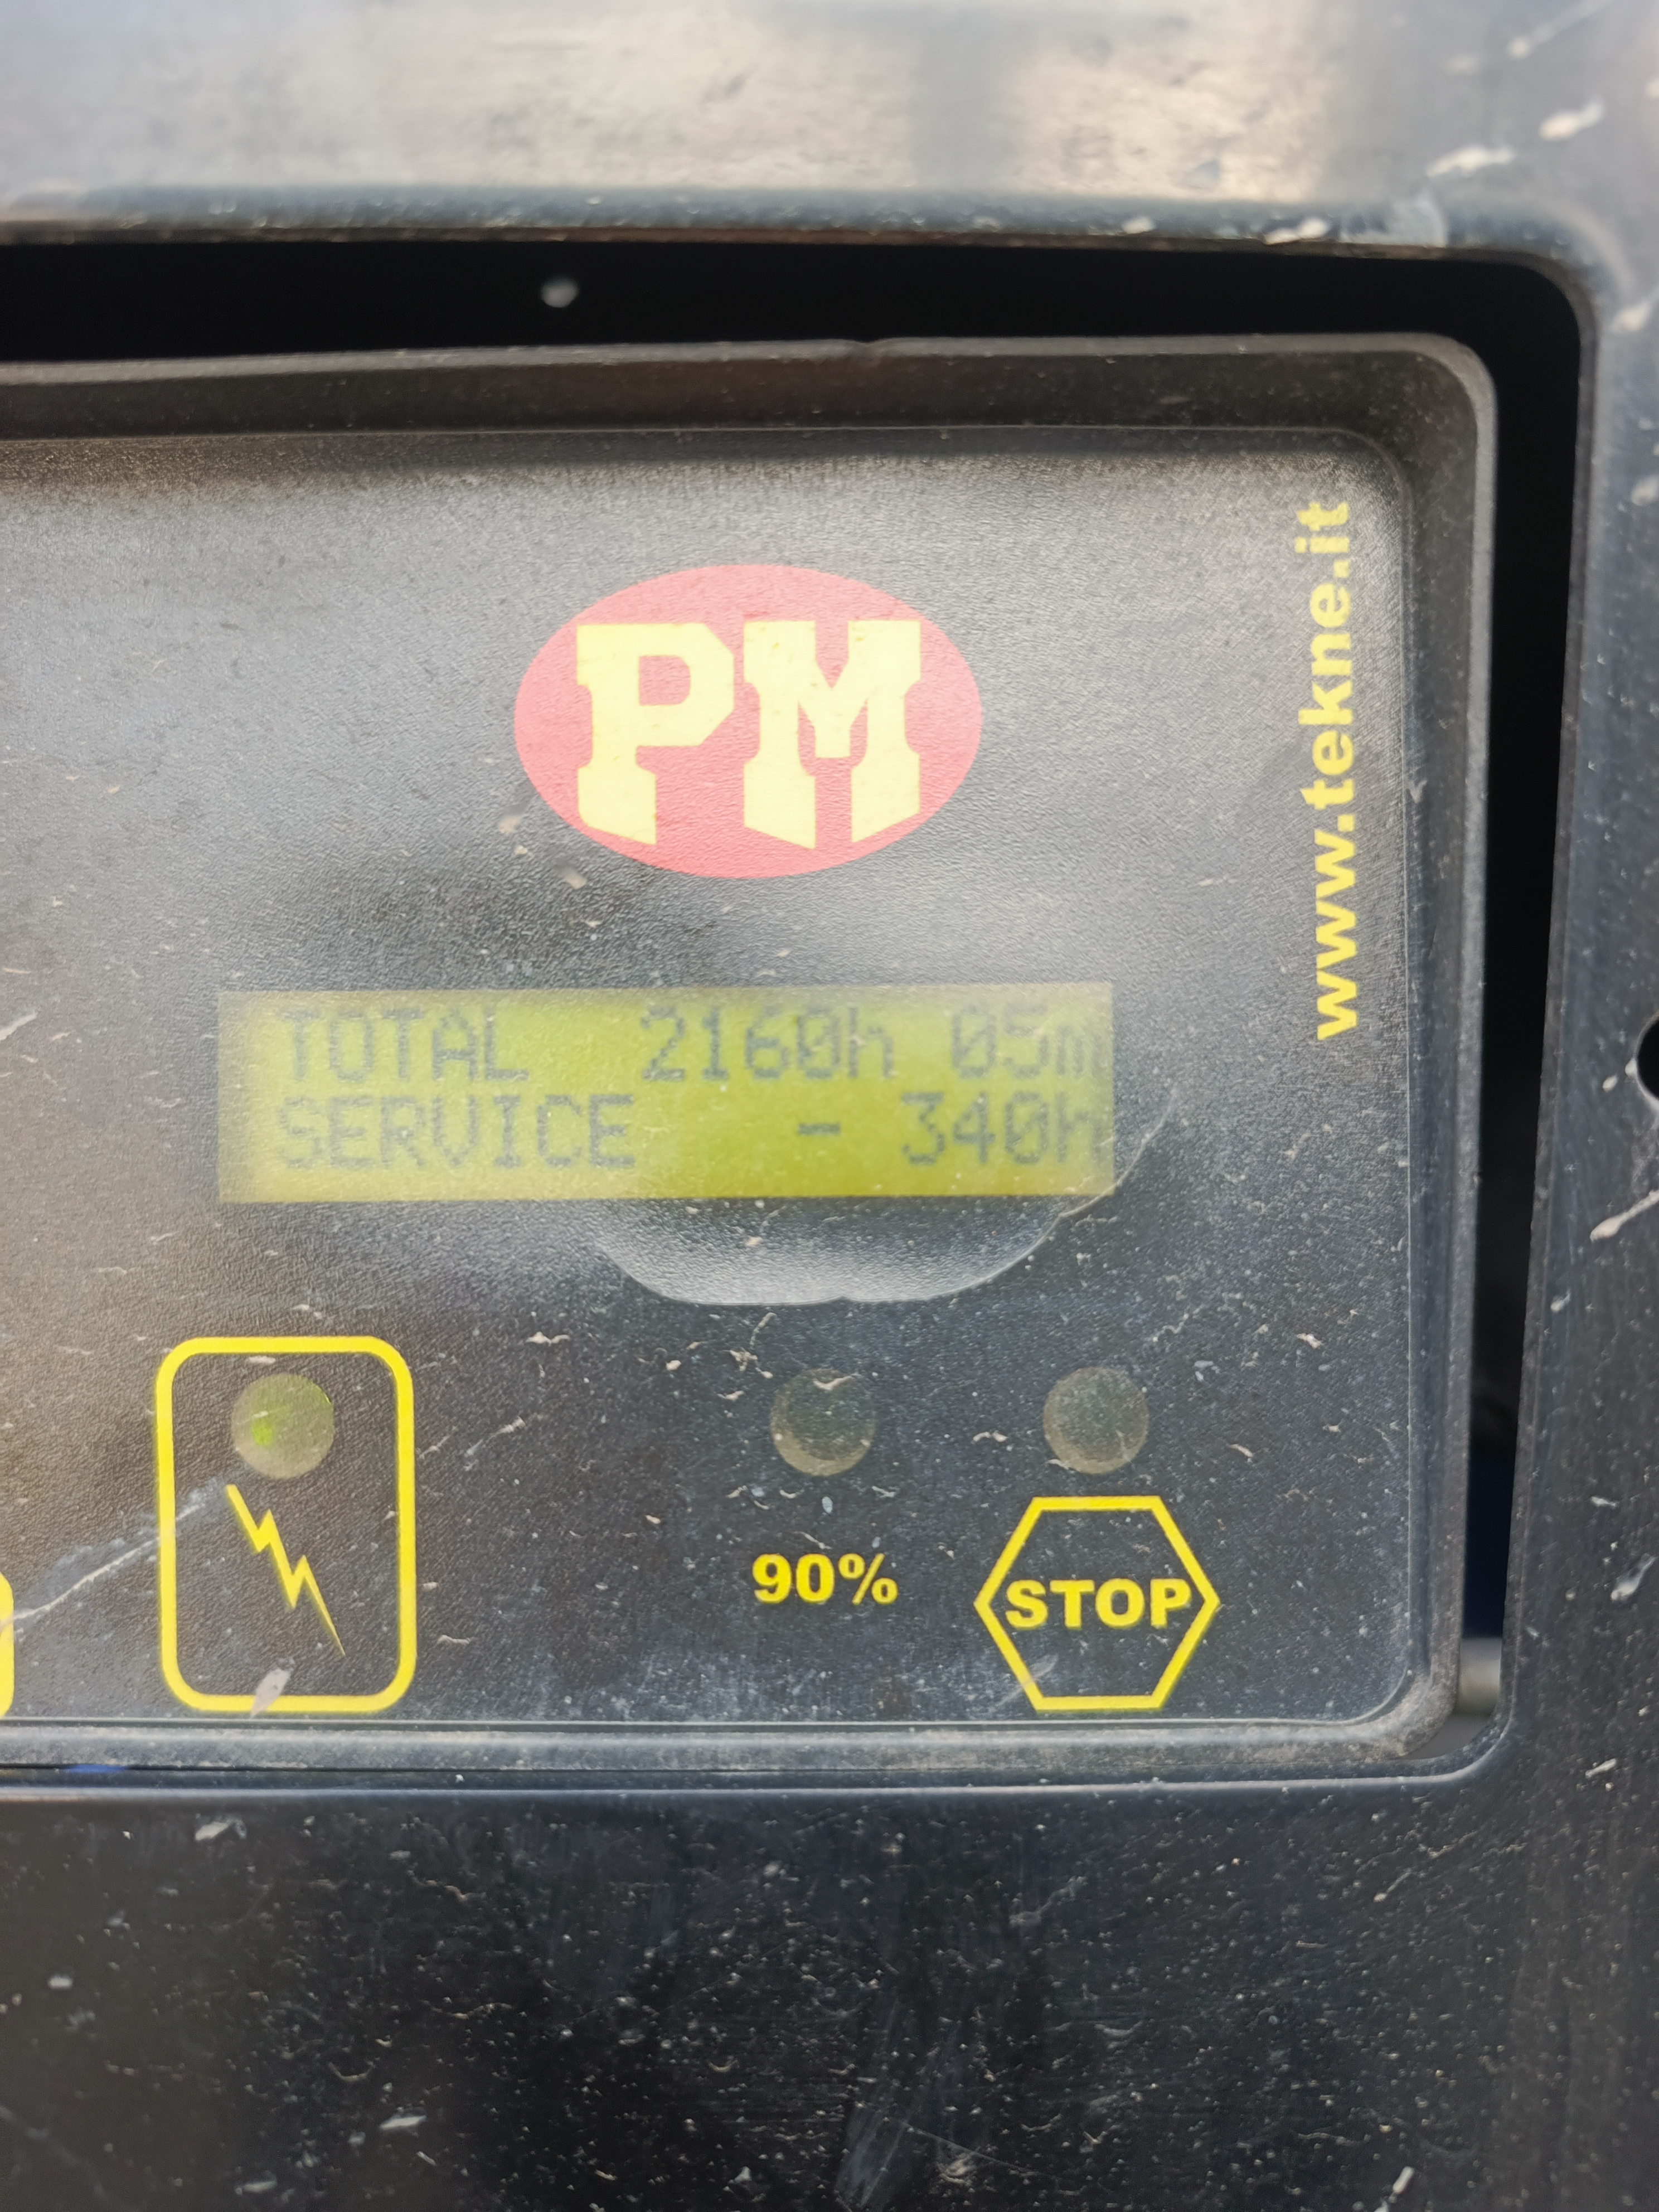 PM
www.tekne.it
TOTAL 2160h 05m
SERVICE - 340h
90%
STOP